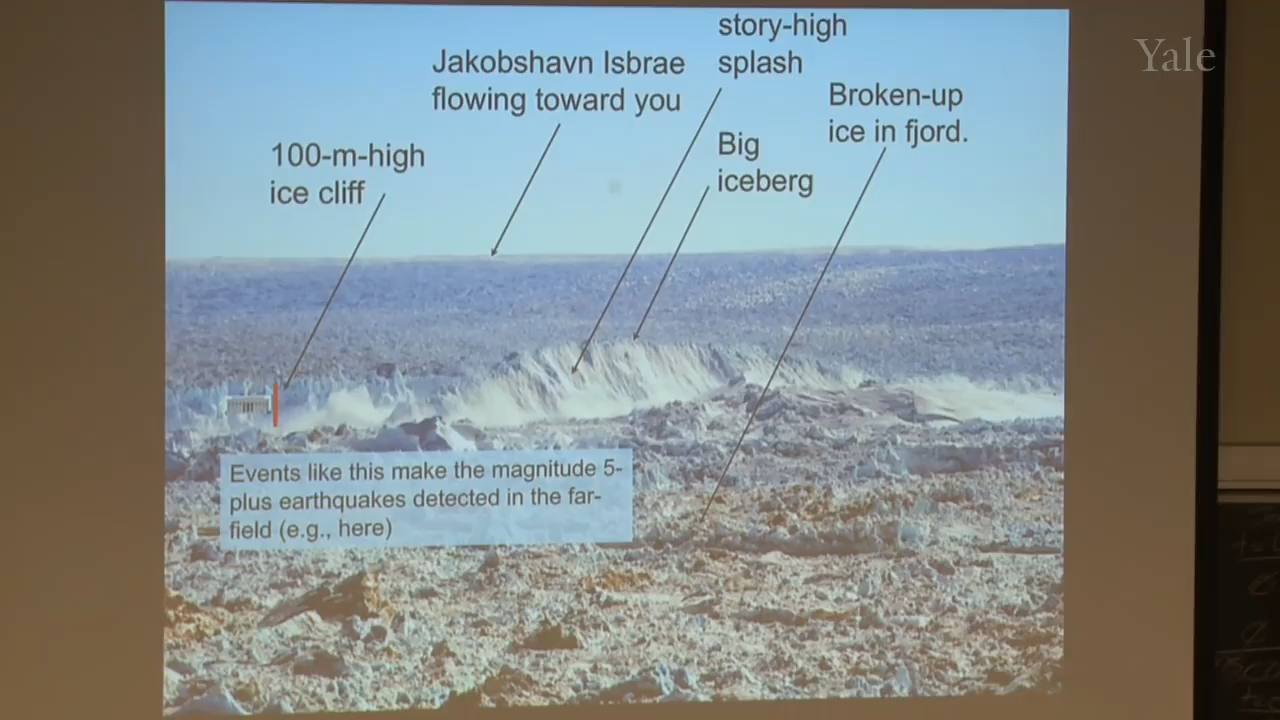 story-high
splash
Yale
Jakobshavn Isbrae
flowing toward you
Broken-up
ice in fjord.
100-m-high
ice cliff
Big
iceberg
Events like this make the magnitude 5-
plus earthquakes detected in the far-
field (e.g., here)